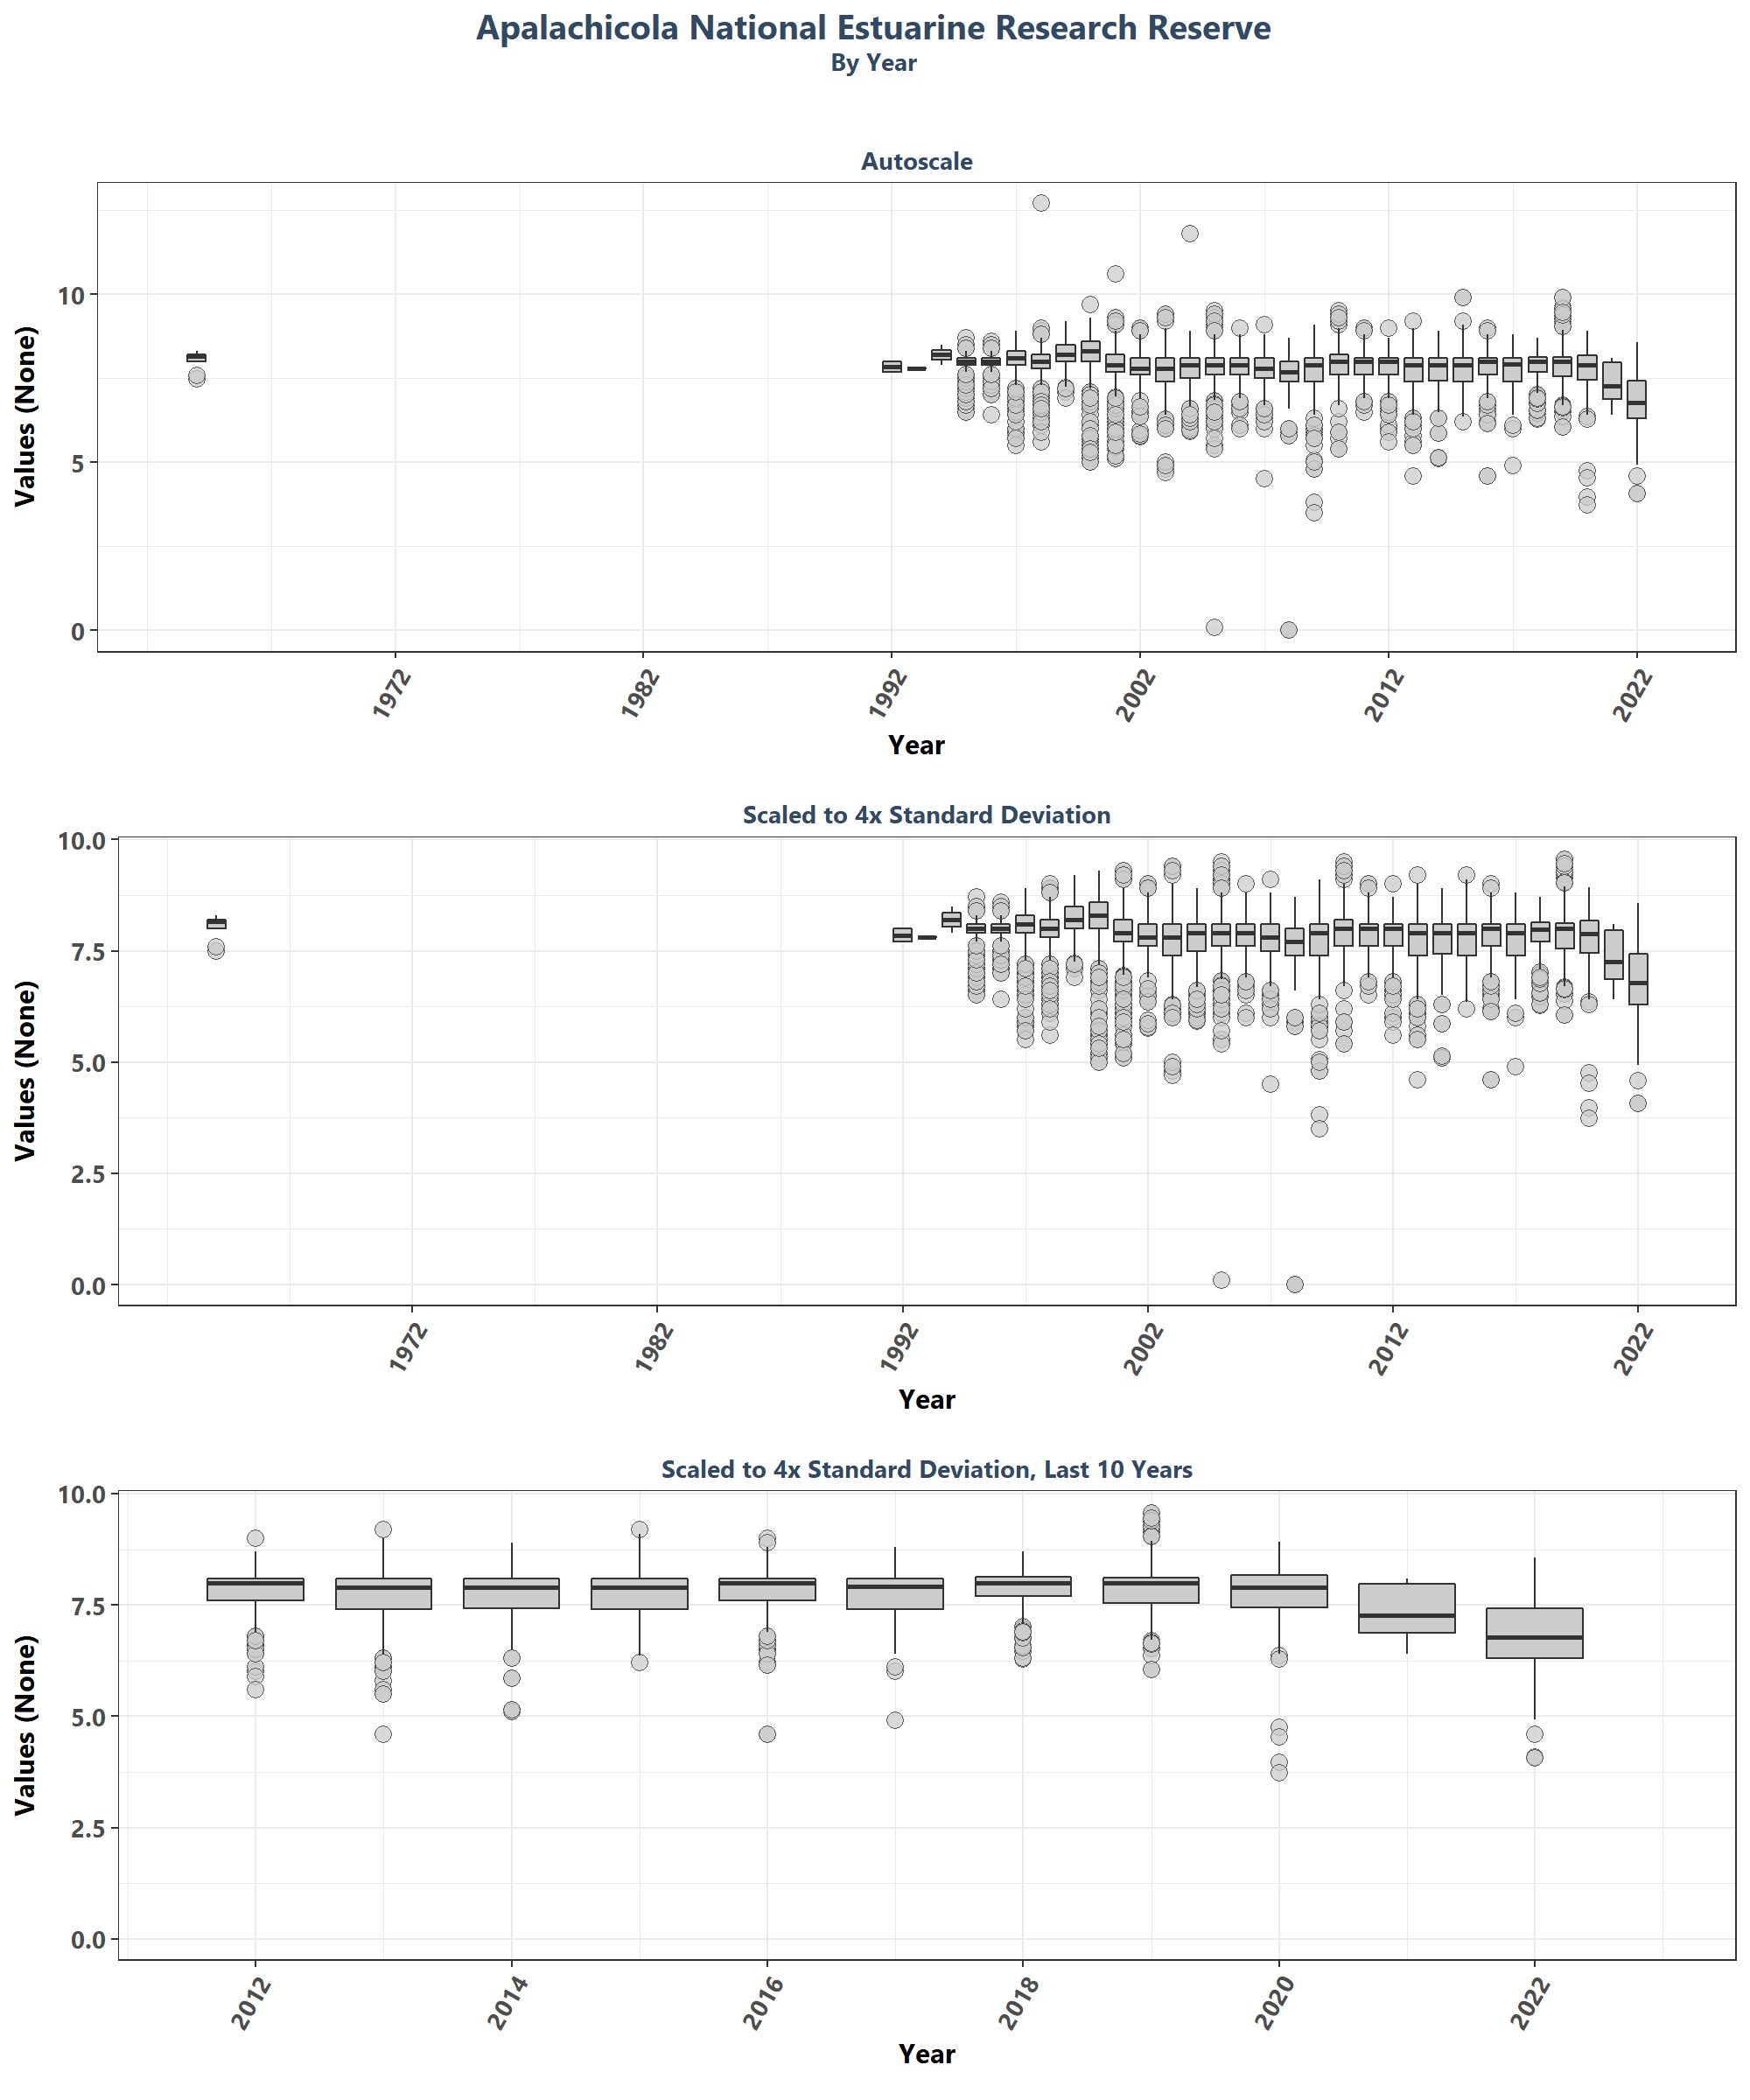 Apalachicola National Estuarine Research Reserve
By Year
Autoscale
Values (None)
10
5
0
1972
1982
1992
2002
2012
2022
Year
Scaled to 4x Standard Deviation
Values (None)
10.0
7.5
5.0
2.5
0.0
1972
1982
1992
2002
2012
2022
Year
Scaled to 4x Standard Deviation, Last 10 Years
Values (None)
10.0
7.5
5.0
2.5
0.0
2012
2014
2016
2018
2020
2022
Year